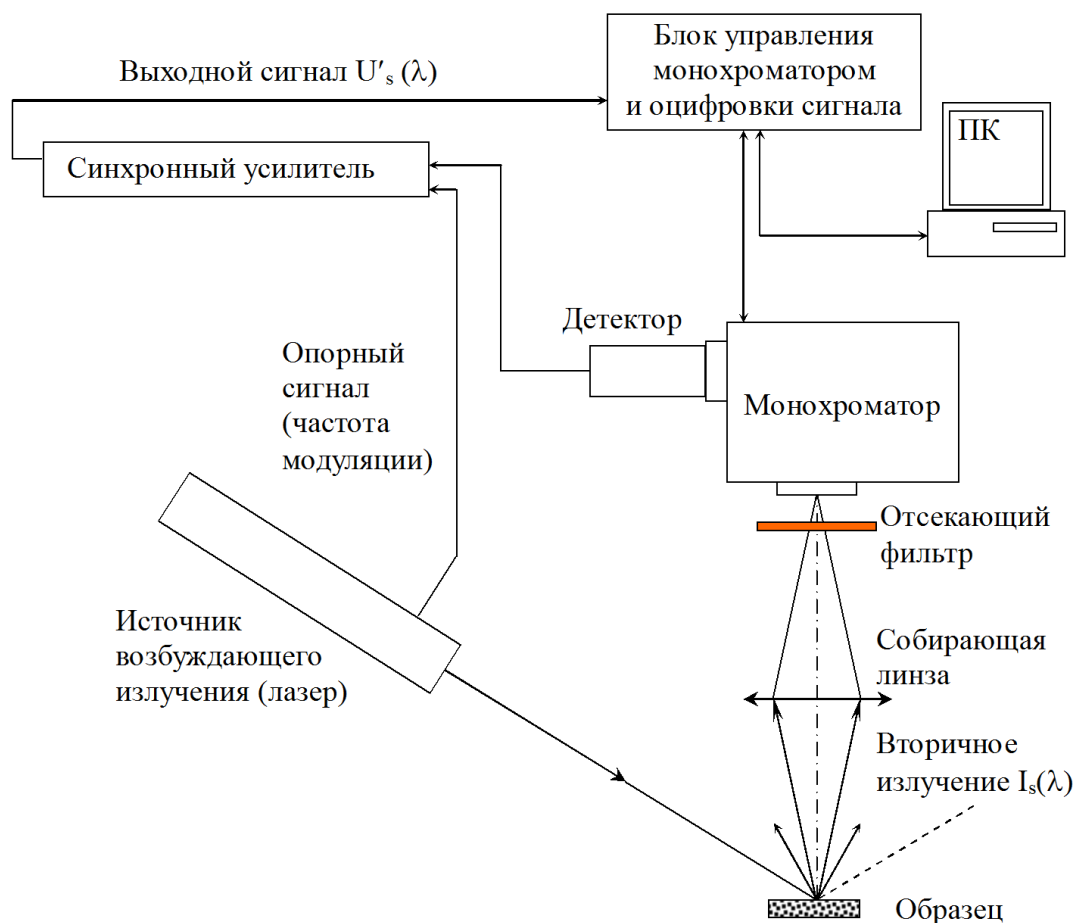 Блок управления
монохроматором
и оцифровки сигнала
Выходной сигнал U′s (λ)
ПК
Синхронный усилитель
Детектор
Опорный
сигнал
(частота
модуляции)
Монохроматор
Отсекающий
фильтр
Источник
возбуждающего
излучения (лазер)
Собирающая
линза
Вторичное
излучение Is(λ)
Образец